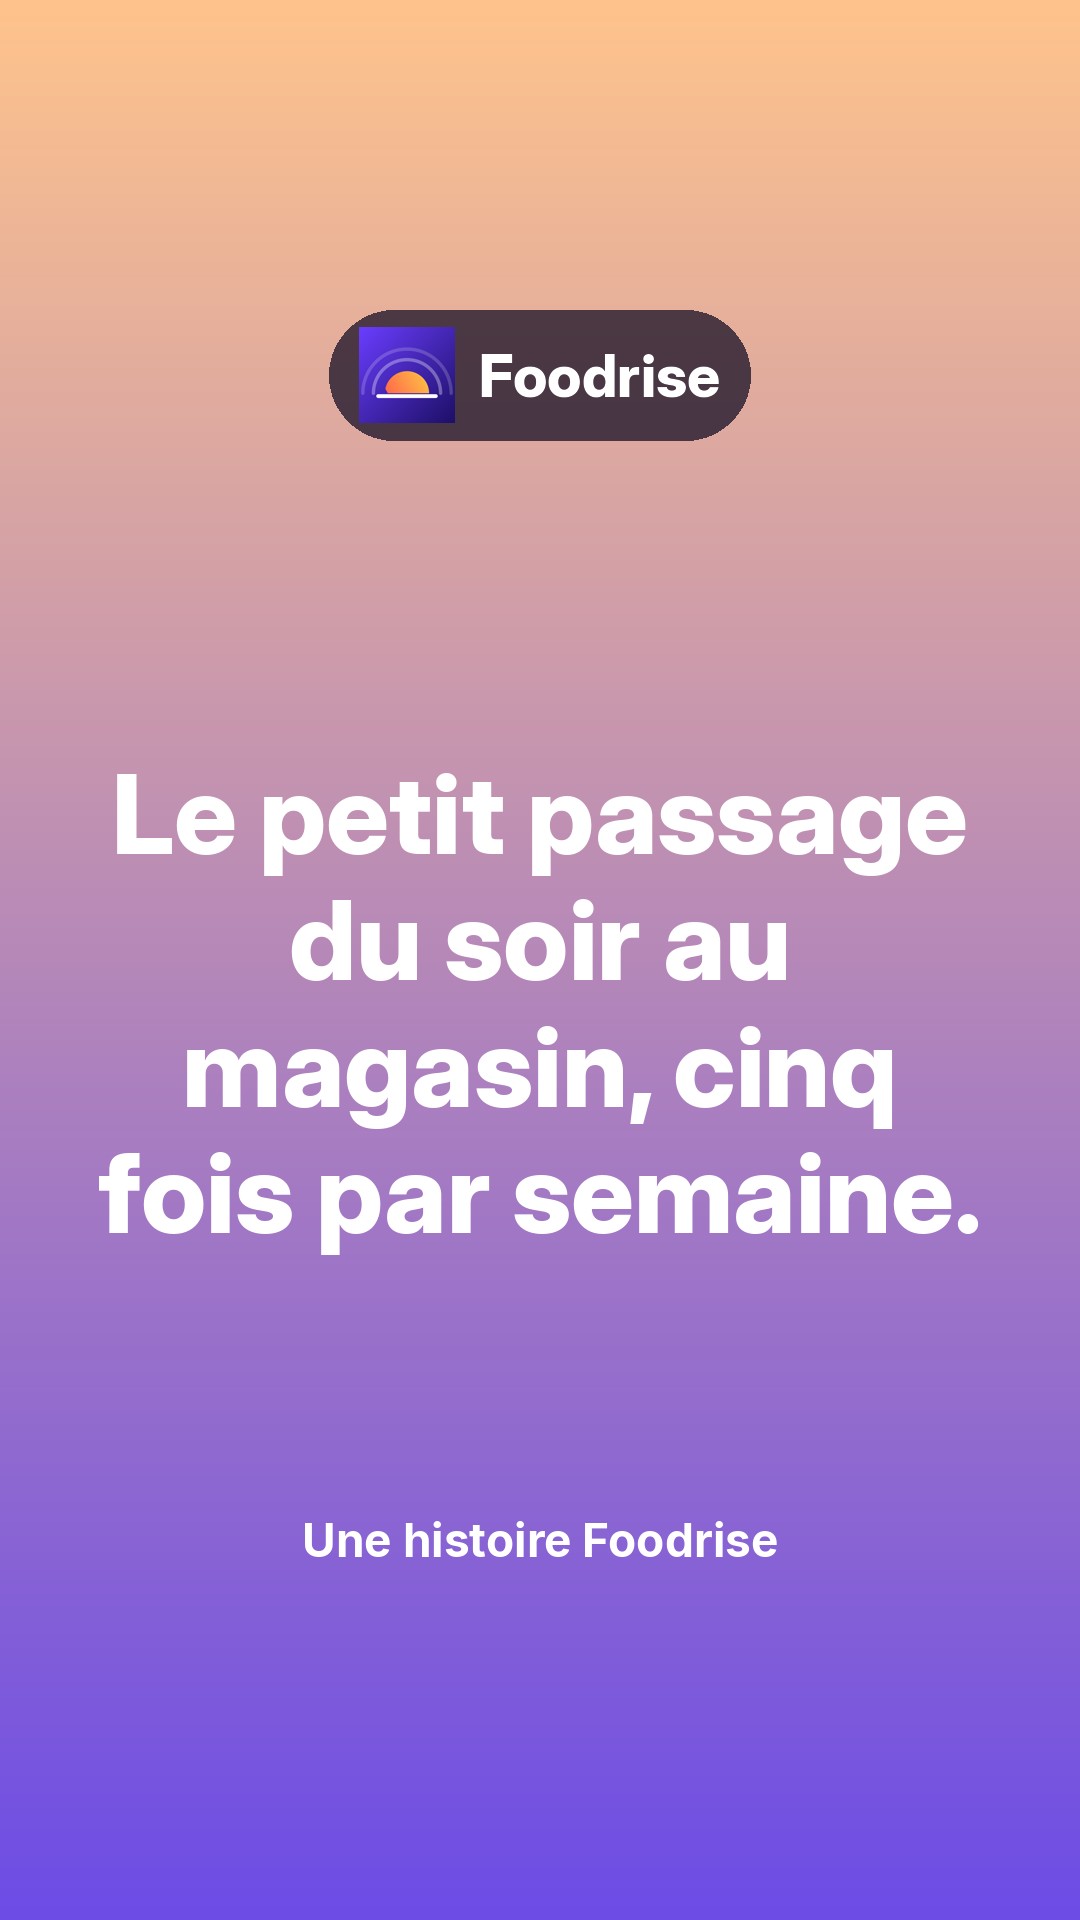 Foodrise
Le petit passage
du soir au
magasin, cinq
fois par semaine.
Une histoire Foodrise